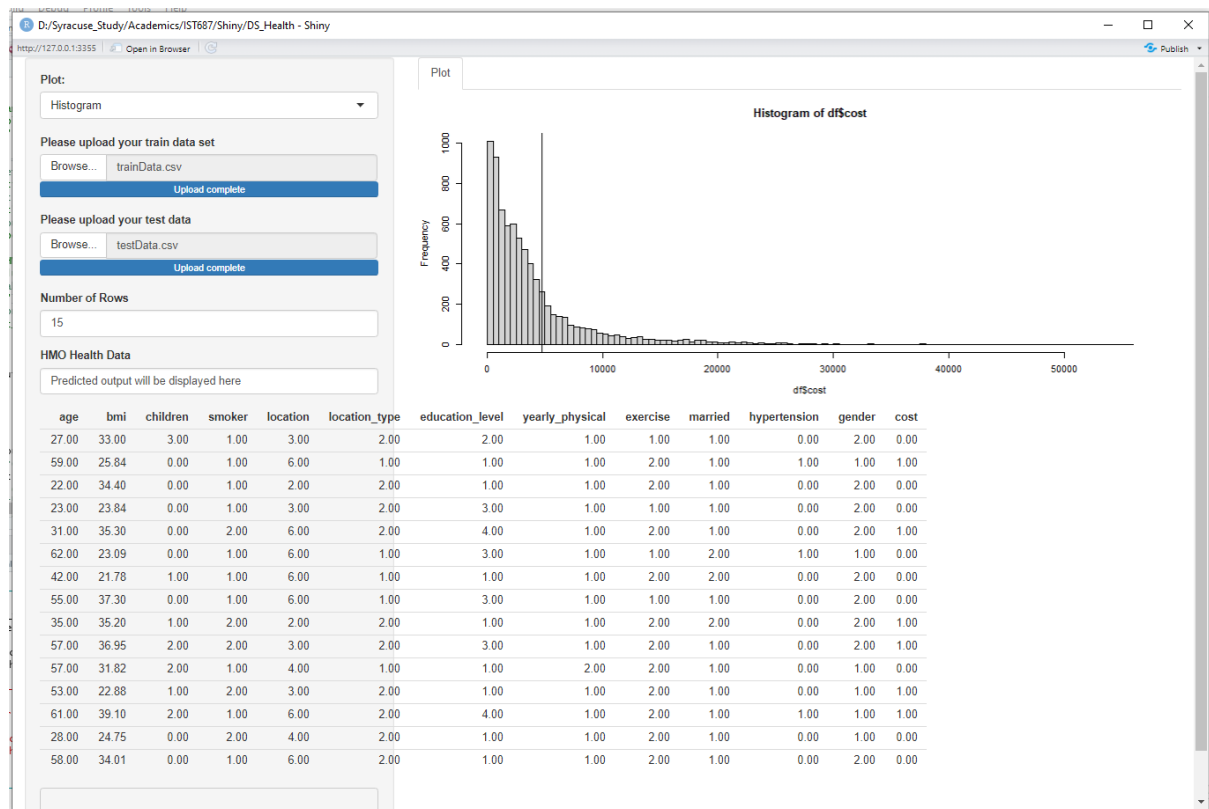 D:/Syracuse_Study/Academics/IST687/Shiny/DS_Health - Shiny
http://127.0.0.1:3355 Open in Browser Publish
Plot:
Histogram
Please upload your train data set
Browse... trainData.csv
Upload complete
Please upload your test data
Browse... testData.csv
Upload complete
Number of Rows
15
HMO Health Data
Predicted output will be displayed here
Plot
Histogram of df$cost
Frequency
0 200 400 600 800 1000
0 10000 20000 30000 40000 50000
df$cost
age bmi children smoker location location_type education_level yearly_physical exercise married hypertension gender cost
27.00 33.00 3.00 1.00 3.00 2.00 2.00 1.00 1.00 1.00 0.00 2.00 0.00
59.00 25.84 0.00 1.00 6.00 1.00 1.00 1.00 2.00 1.00 1.00 1.00 1.00
22.00 34.40 0.00 1.00 2.00 2.00 1.00 1.00 2.00 1.00 0.00 2.00 0.00
23.00 23.84 0.00 1.00 3.00 2.00 3.00 1.00 2.00 1.00 0.00 2.00 0.00
31.00 35.30 0.00 2.00 6.00 2.00 4.00 1.00 2.00 1.00 0.00 2.00 1.00
62.00 23.09 0.00 1.00 6.00 1.00 3.00 1.00 1.00 2.00 1.00 1.00 0.00
42.00 21.78 1.00 1.00 6.00 1.00 1.00 1.00 2.00 2.00 0.00 2.00 0.00
55.00 37.30 0.00 1.00 6.00 1.00 3.00 1.00 1.00 1.00 0.00 2.00 0.00
35.00 35.20 1.00 2.00 2.00 2.00 1.00 1.00 2.00 2.00 0.00 2.00 1.00
57.00 36.95 2.00 2.00 3.00 2.00 3.00 1.00 2.00 1.00 0.00 2.00 1.00
57.00 31.82 2.00 1.00 4.00 1.00 1.00 2.00 2.00 1.00 0.00 1.00 0.00
53.00 22.88 1.00 2.00 3.00 2.00 1.00 1.00 2.00 1.00 0.00 1.00 1.00
61.00 39.10 2.00 1.00 6.00 2.00 4.00 1.00 2.00 1.00 1.00 1.00 1.00
28.00 24.75 0.00 2.00 4.00 2.00 1.00 1.00 2.00 1.00 0.00 1.00 0.00
58.00 34.01 0.00 1.00 6.00 2.00 1.00 1.00 2.00 1.00 0.00 2.00 0.00